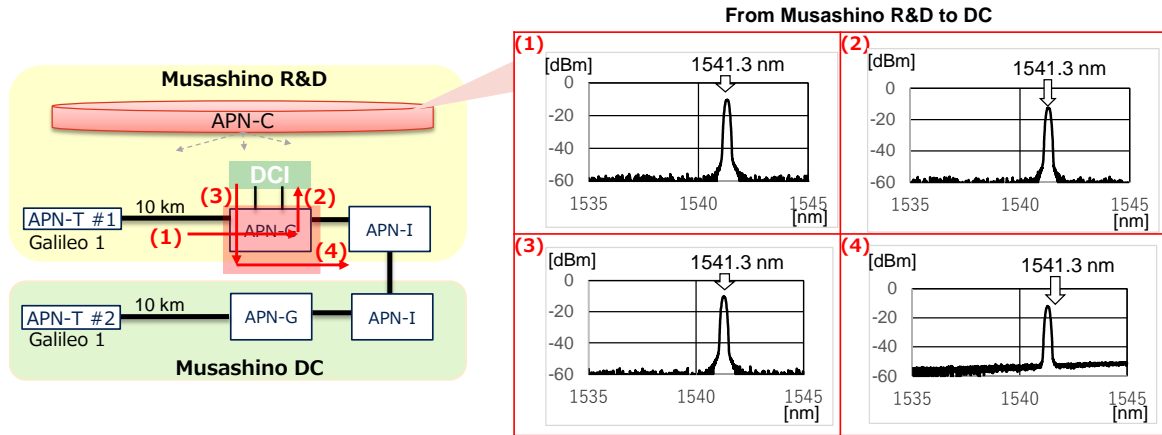 From Musashino R&D to DC
Musashino R&D
APN-C
DCI
(3)
(2)
APN-T #1
10 km
Galileo 1
(1)
APN-G
(4)
APN-I
APN-T #2
10 km
Galileo 1
APN-G
APN-I
Musashino DC
(1)
[dBm]
1541.3 nm
0
-20
-40
-60
1535
1540
1545
[nm]
(2)
[dBm]
1541.3 nm
0
-20
-40
-60
1535
1540
1545
[nm]
(3)
[dBm]
1541.3 nm
0
-20
-40
-60
1535
1540
1545
[nm]
(4)
[dBm]
1541.3 nm
0
-20
-40
-60
1535
1540
1545
[nm]